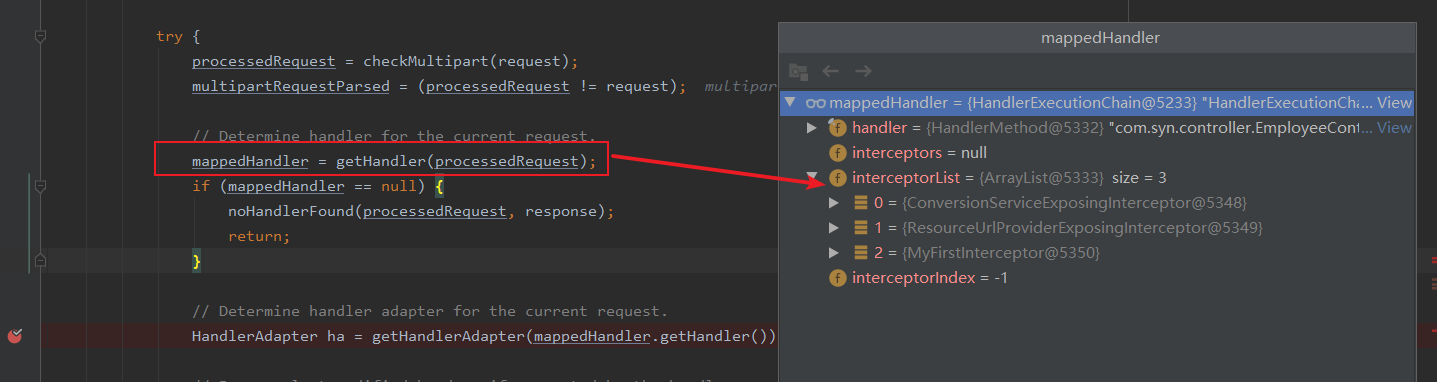 try {
processedRequest = checkMultipart(request);
multipartRequestParsed = (processedRequest != request); multipar
// Determine handler for the current request.
mappedHandler = getHandler(processedRequest);
if (mappedHandler == null) {
noHandlerFound(processedRequest, response);
return;
}
// Determine handler adapter for the current request.
HandlerAdapter ha = getHandlerAdapter(mappedHandler.getHandler())
mappedHandler
mappedHandler = {HandlerExecutionChain@5233} "HandlerExecutionCha... View
handler = {HandlerMethod@5332} "com.syn.controller.EmployeeCont... View
interceptors = null
interceptorList = {ArrayList@5333} size = 3
0 = {ConversionServiceExposingInterceptor@5348}
1 = {ResourceUrlProviderExposingInterceptor@5349}
2 = {MyFirstInterceptor@5350}
interceptorIndex = -1